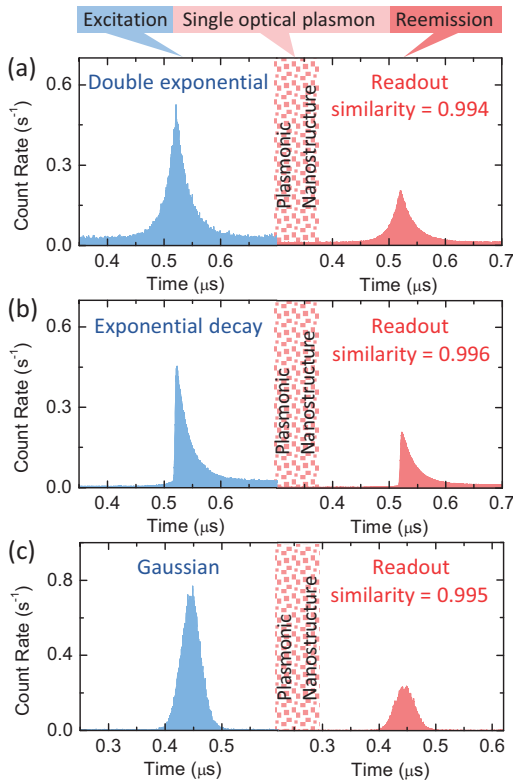 Excitation Single optical plasmon Reemission
(a)
Double exponential
Readout
similarity = 0.994
Plasmonic
Nanostructure
Count Rate (s⁻¹)
0.6
0.3
0.0
0.4 0.5 0.6 0.4 0.5 0.6 0.7
Time (μs) Time (μs)
(b)
Exponential decay
Readout
similarity = 0.996
Plasmonic
Nanostructure
Count Rate (s⁻¹)
0.6
0.3
0.0
0.4 0.5 0.6 0.4 0.5 0.6 0.7
Time (μs) Time (μs)
(c)
Gaussian
Readout
similarity = 0.995
Plasmonic
Nanostructure
Count Rate (s⁻¹)
0.8
0.4
0.0
0.3 0.4 0.5 0.3 0.4 0.5 0.6
Time (μs) Time (μs)